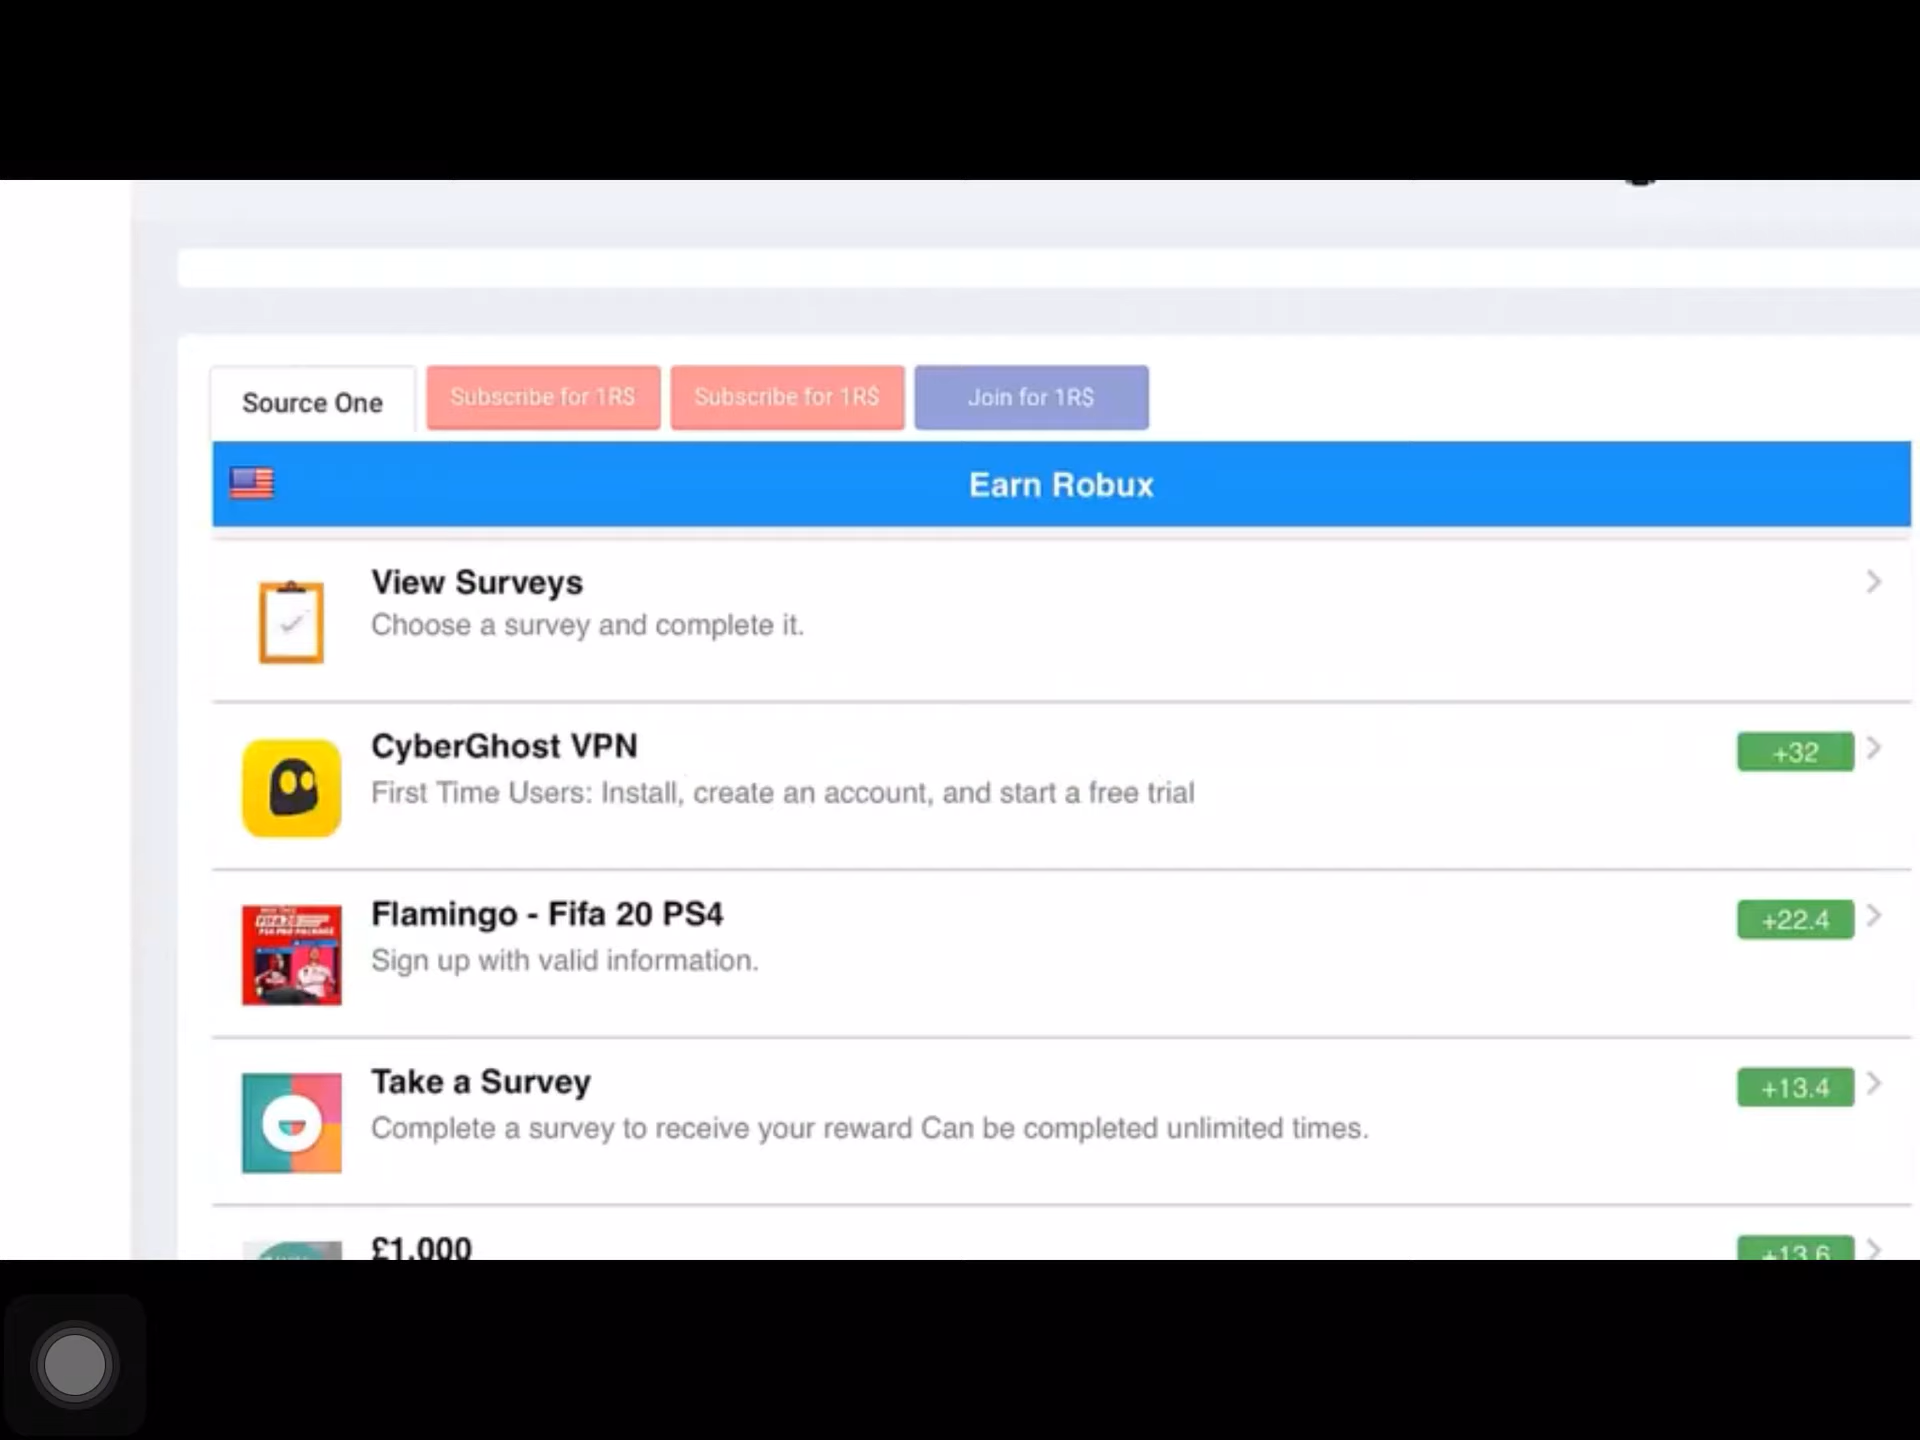 Source One
Subscribe for 1R$
Subscribe for 1R$
Join for 1R$
Earn Robux
View Surveys
Choose a survey and complete it.
CyberGhost VPN
+32
First Time Users: Install, create an account, and start a free trial
Flamingo - Fifa 20 PS4
+22.4
Sign up with valid information.
Take a Survey
+13.4
Complete a survey to receive your reward Can be completed unlimited times.
£1,000
+13.6